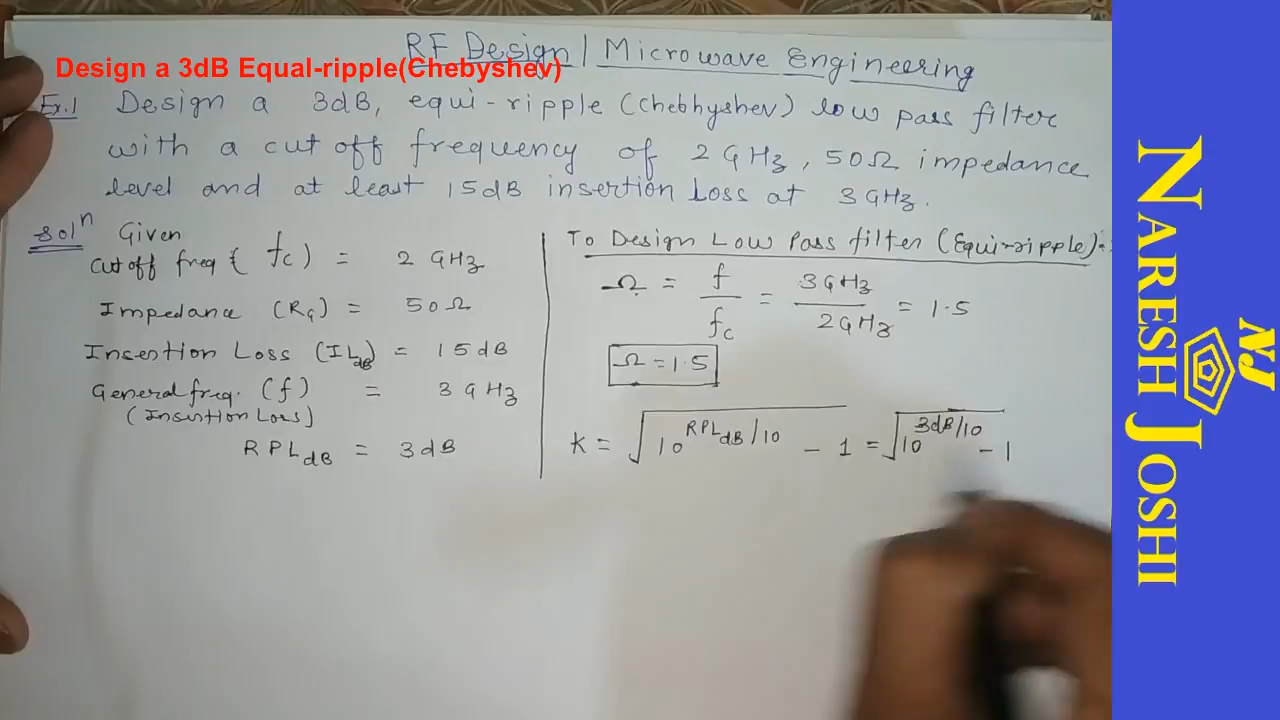 RF Design / Microwave Engineering
Design a 3dB Equal-ripple(Chebyshev)
Ex.1 Design a 3dB, equi-ripple (chebhyshev) low pass filter
with a cut off frequency of 2 GHz, 50Ω impedance
level and at least 15dB insertion Loss at 3GHz.
Solⁿ Given
cut off freq (fc) = 2 GHz
Impedance (RG) = 50Ω
Insertion Loss (ILdB) = 15dB
General freq. (f) = 3 GHz
(Insertion Loss)
RPLdB = 3dB
To Design Low Pass filter (Equi-ripple):-
Ω = f/fc = 3GHz/2GHz = 1.5
Ω = 1.5
K = √(10^(RPLdB/10) - 1) = √(10^(3dB/10) - 1)
NARESH JOSHI
NJ